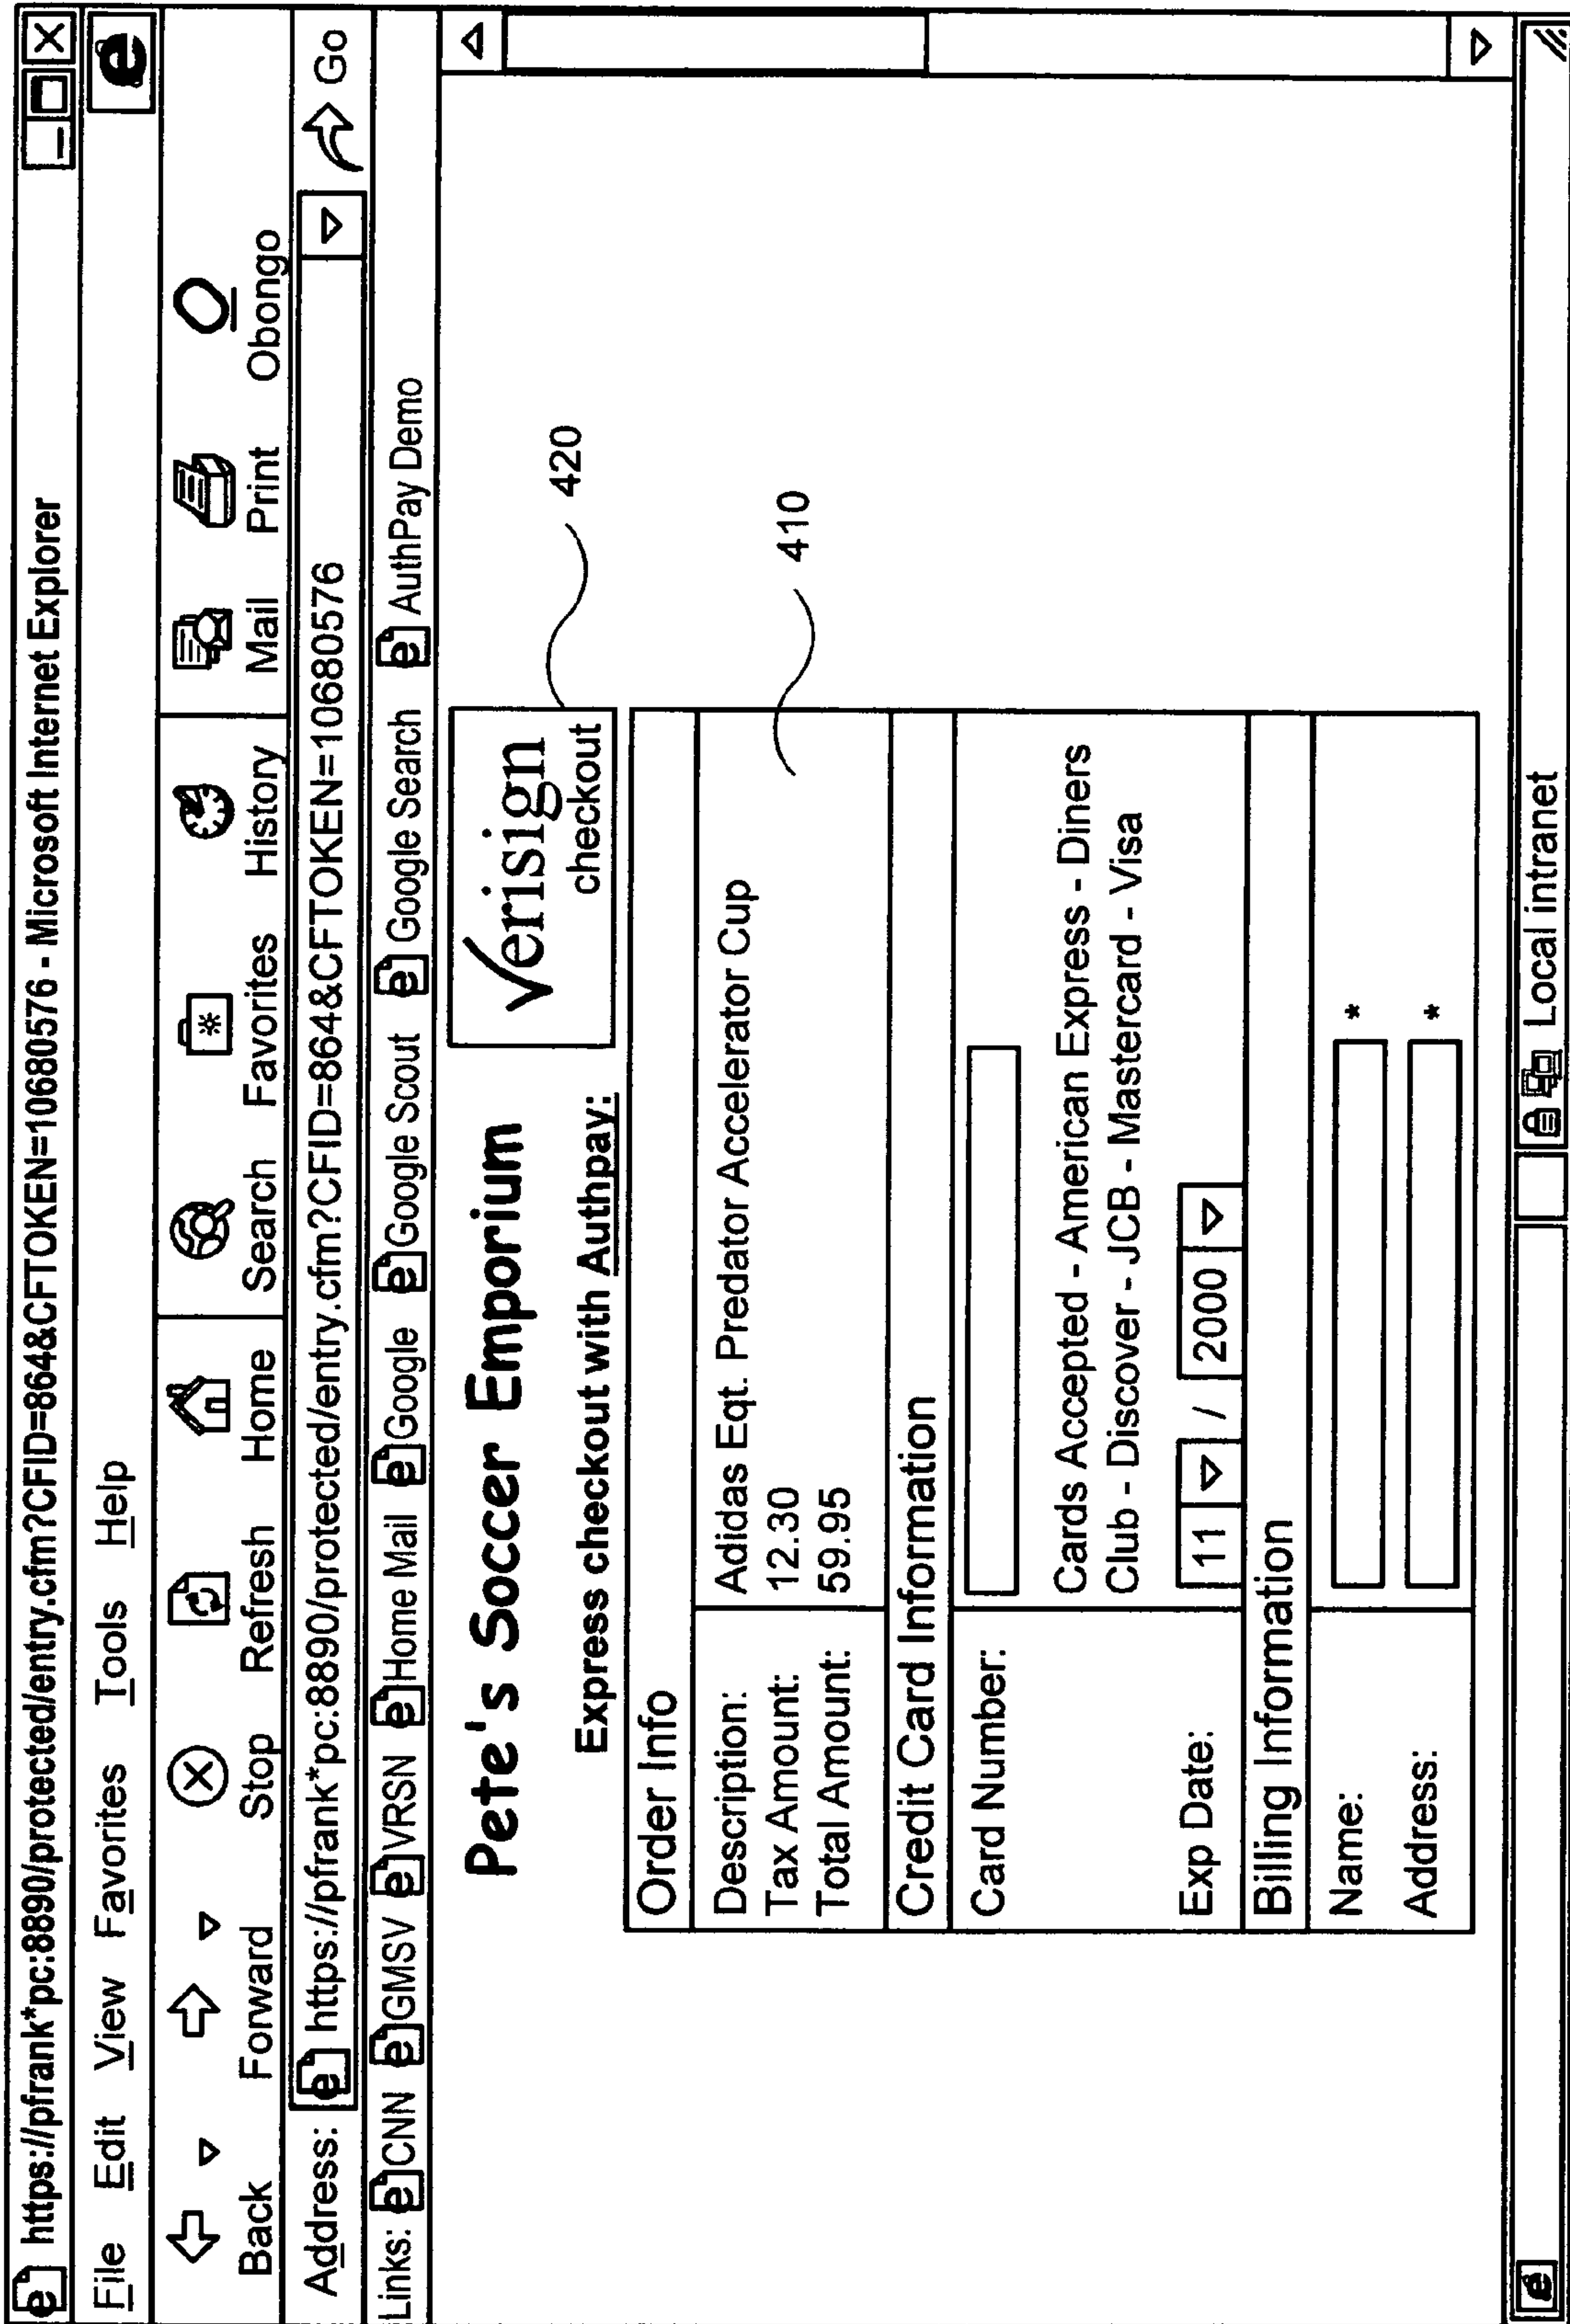 https://pfrank*pc:8890/protected/entry.cfm?CFID=864&CFTOKEN=10680576 - Microsoft Internet Explorer
File Edit View Favorites Tools Help
Back Forward Stop Refresh Home Search Favorites History Mail Print Obongo
Address: https://pfrank*pc:8890/protected/entry.cfm?CFID=864&CFTOKEN=10680576 Go
Links: CNN GMSV VRSN Home Mail Google Google Scout Google Search AuthPay Demo
Pete's Soccer Emporium
Verisign
checkout
420
Express checkout with Authpay:
Order Info
Description: Adidas Eqt. Predator Accelerator Cup
Tax Amount: 12.30
Total Amount: 59.95
410
Credit Card Information
Card Number:
Cards Accepted - American Express - Diners
Club - Discover - JCB - Mastercard - Visa
Exp Date: 11 / 2000
Billing Information
Name: *
Address: *
Local intranet